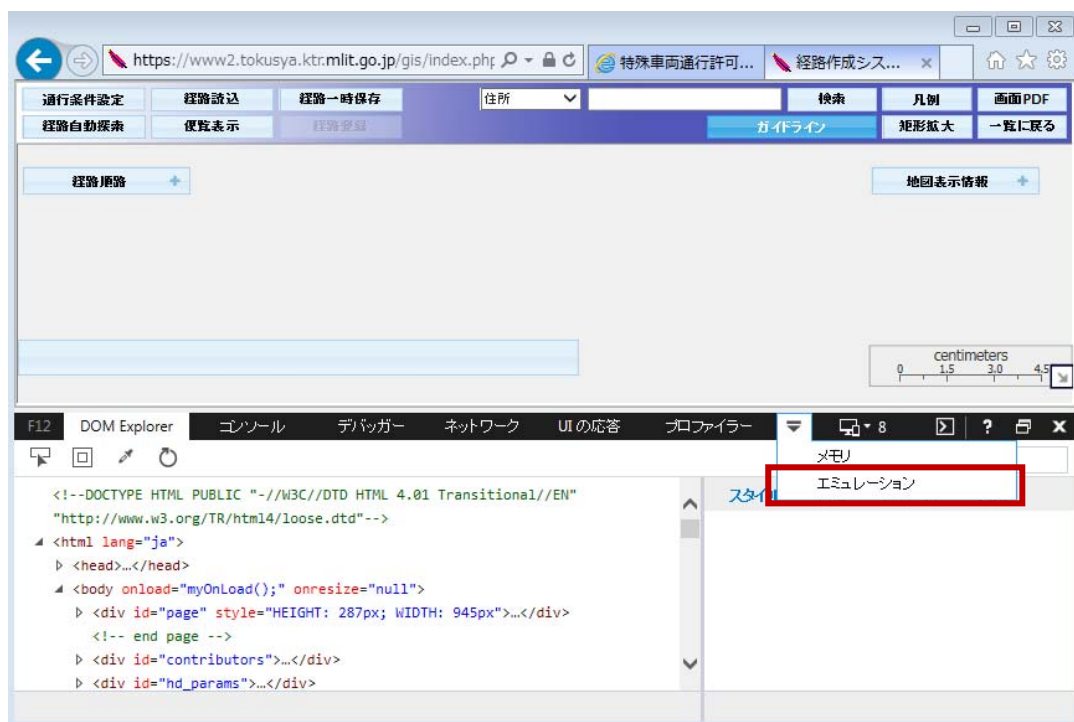 https://www2.tokusya.ktr.mlit.go.jp/gis/index.php
特殊車両通行許可...
経路作成シス...
通行条件設定 経路読込 経路一時保存 住所 検索 凡例 画面PDF
経路自動探索 便覧表示 経路登録 ガイドライン 矩形拡大 一覧に戻る
経路順路 + 地図表示情報 +
centimeters
0 1.5 3.0 4.5
F12 DOM Explorer コンソール デバッガー ネットワーク UI の応答 プロファイラー 8 ?
メモリ
エミュレーション
スタイル
<!--DOCTYPE HTML PUBLIC "-//W3C//DTD HTML 4.01 Transitional//EN"
"http://www.w3.org/TR/html4/loose.dtd"-->
<html lang="ja">
<head>…</head>
<body onload="myOnLoad();" onresize="null">
<div id="page" style="HEIGHT: 287px; WIDTH: 945px">…</div>
<!-- end page -->
<div id="contributors">…</div>
<div id="hd_params">…</div>